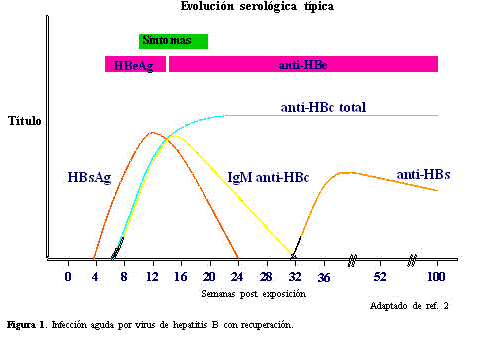 Evolución serológica típica
Síntomas
HBeAg
anti-HBe
anti-HBc total
Título
HBsAg
IgM anti-HBc
anti-HBs
0 4 8 12 16 20 24 28 32 36 52 100
Semanas post exposición
Adaptado de ref. 2
Figura 1. Infección aguda por virus de hepatitis B con recuperación.